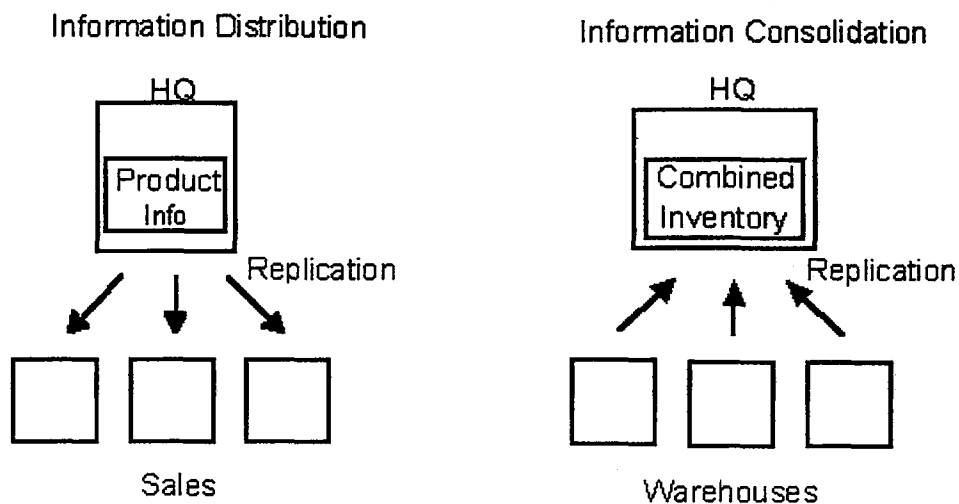 Information Distribution
HQ
Product
Info
Replication
Sales
Information Consolidation
HQ
Combined
Inventory
Replication
Warehouses